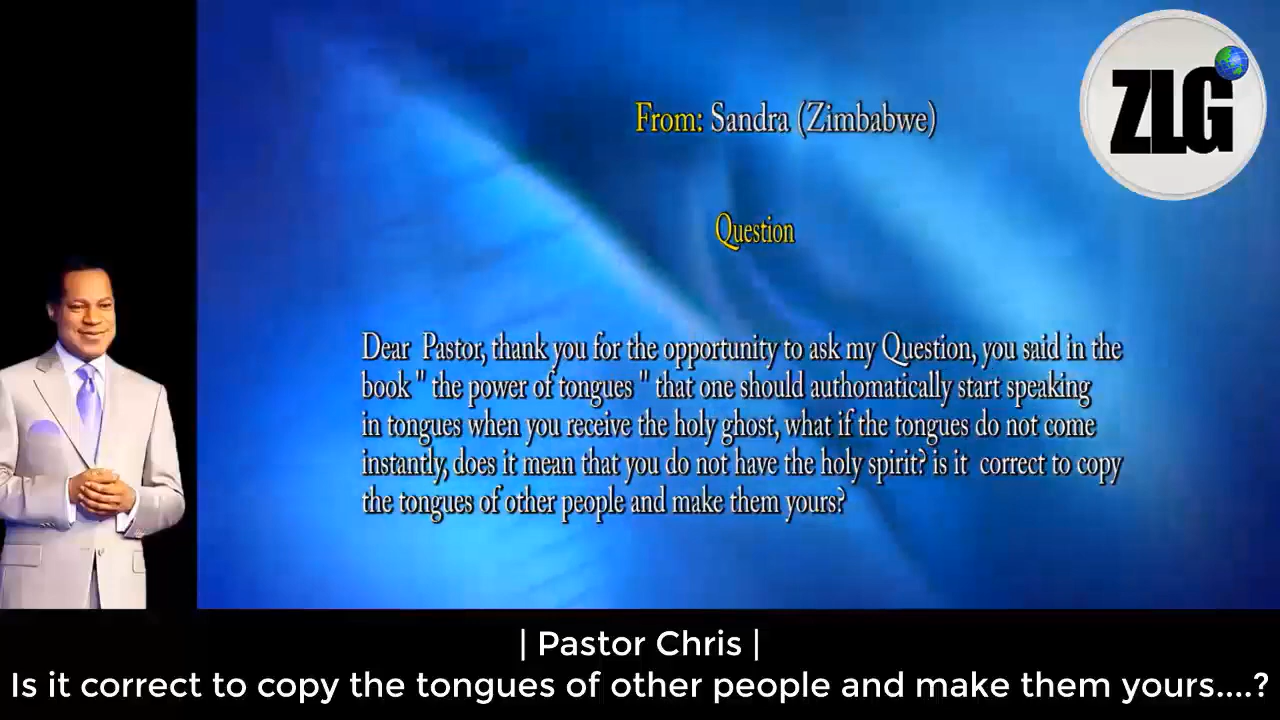 ZLG
From: Sandra (Zimbabwe)
Question
Dear Pastor, thank you for the opportunity to ask my Question, you said in the
book " the power of tongues " that one should authomatically start speaking
in tongues when you receive the holy ghost, what if the tongues do not come
instantly, does it mean that you do not have the holy spirit? is it correct to copy
the tongues of other people and make them yours?
| Pastor Chris |
Is it correct to copy the tongues of other people and make them yours....?